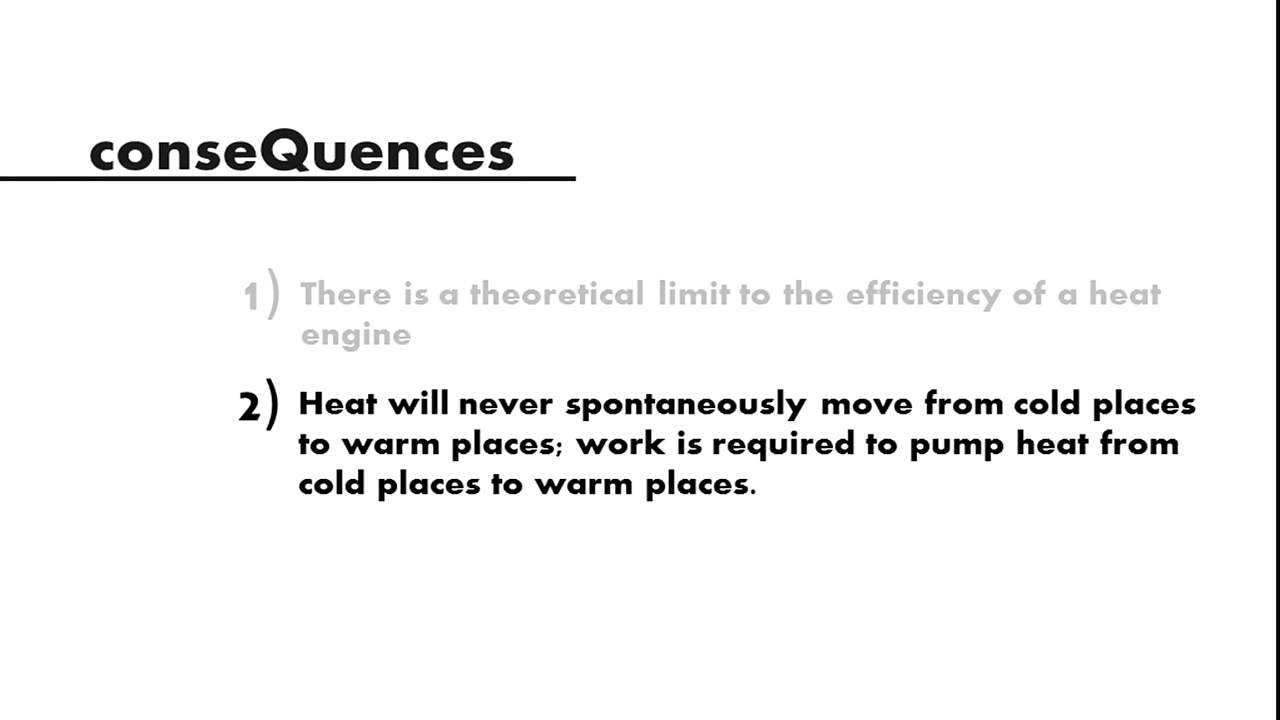 conseQuences
1) There is a theoretical limit to the efficiency of a heat
engine
2) Heat will never spontaneously move from cold places
to warm places; work is required to pump heat from
cold places to warm places.